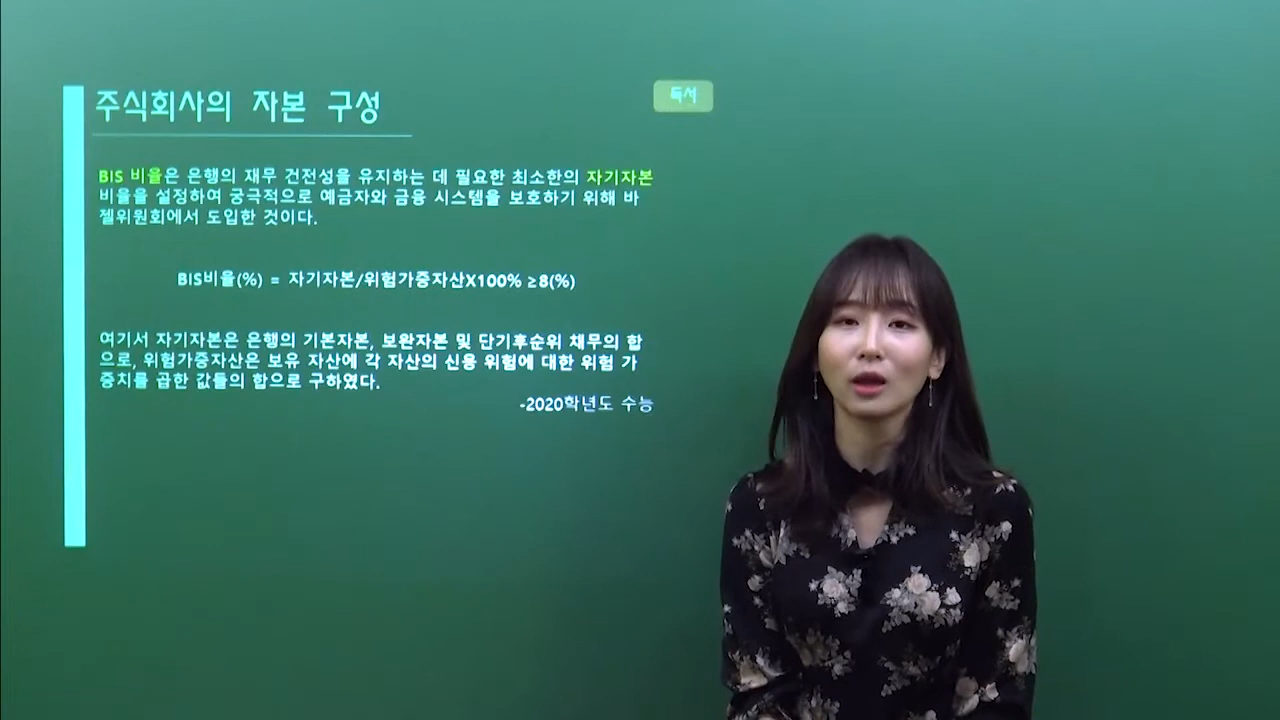 주식회사의 자본 구성
독서
BIS 비율은 은행의 재무 건전성을 유지하는 데 필요한 최소한의 자기자본
비율을 설정하여 궁극적으로 예금자와 금융 시스템을 보호하기 위해 바
젤위원회에서 도입한 것이다.
BIS비율(%) = 자기자본/위험가중자산X100% ≥8(%)
여기서 자기자본은 은행의 기본자본, 보완자본 및 단기후순위 채무의 합
으로, 위험가중자산은 보유 자산에 각 자산의 신용 위험에 대한 위험 가
중치를 곱한 값들의 합으로 구하였다.
-2020학년도 수능